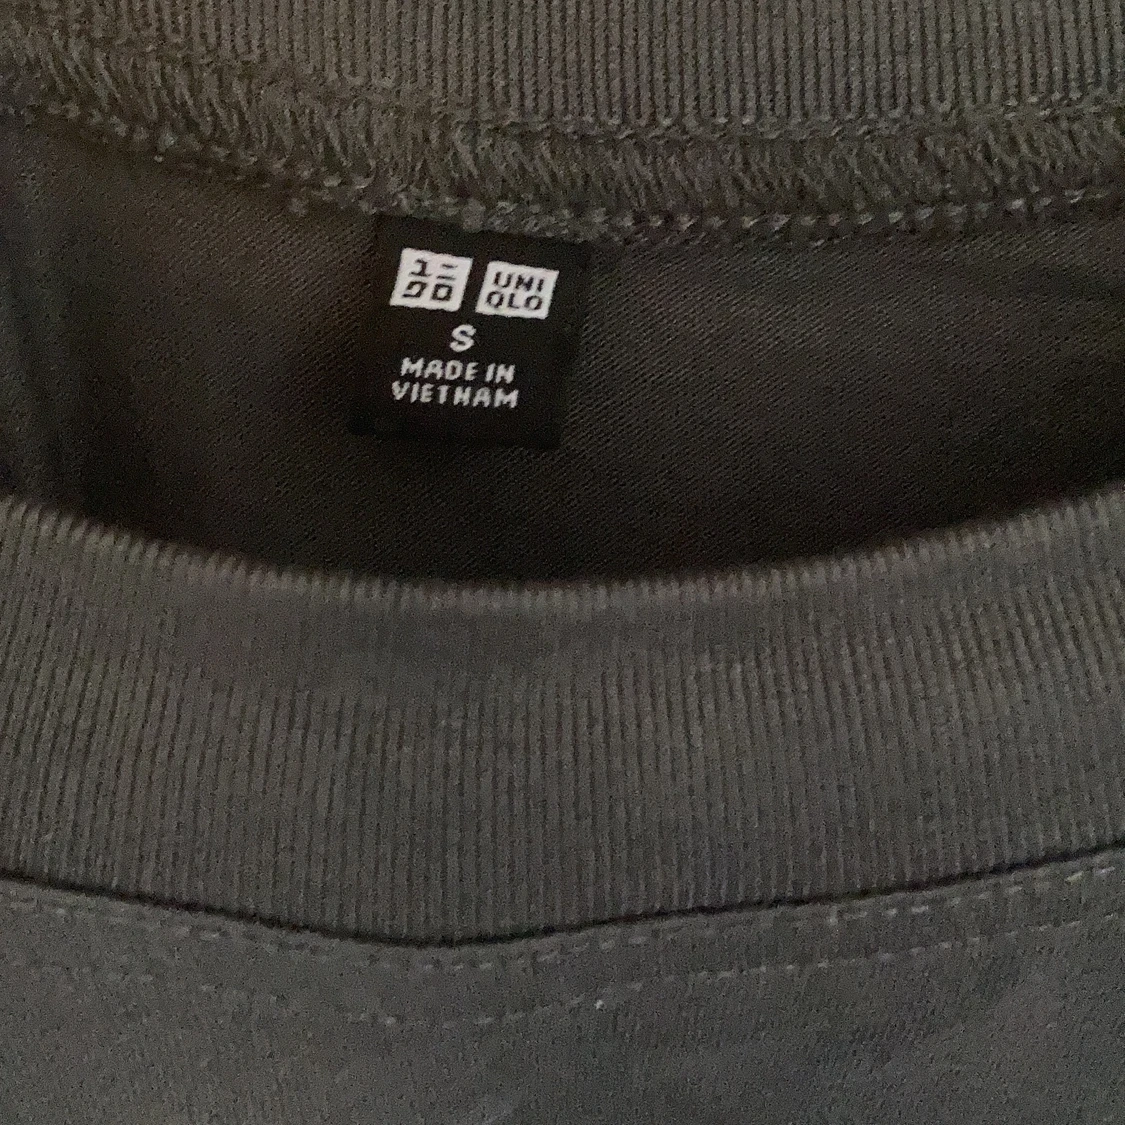 ユニ UNI
クロ QLO
S
MADE IN
VIETNAM